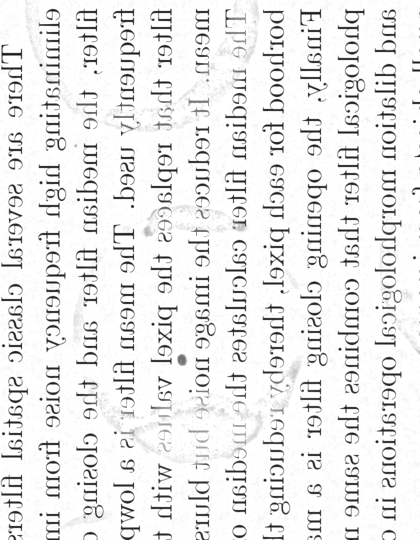 There are several classic spatial filters
eliminating high frequency noise from im
filter, the median filter and the closing o
frequently used. The mean filter is a lowp
filter that replaces the pixel values with t
mean. It reduces the image noise but blurs
The median filter calculates the median o
borhood for each pixel, thereby reducing t
Finally, the opening closing filter is a ma
phological filter that combines the same n
and dilation morphological operations in o